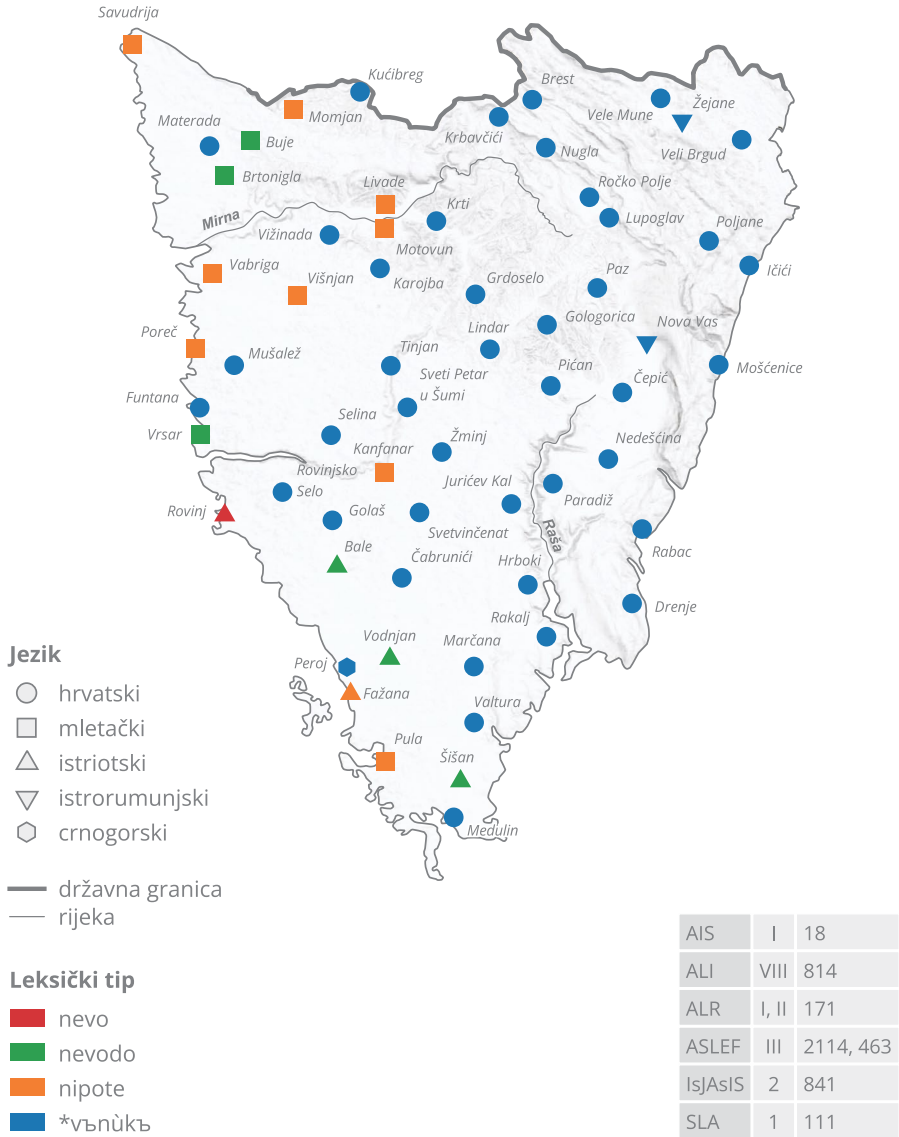 Savudrija
Kućibreg
Brest
Momjan
Vele Mune
Žejane
Materada
Buje
Krbavčići
Nugla
Veli Brgud
Brtonigla
Livade
Ročko Polje
Mirna
Krti
Lupoglav
Poljane
Vižinada
Motovun
Vabriga
Višnjan
Karojba
Grdoselo
Paz
Ičići
Poreč
Lindar
Gologorica
Nova Vas
Mušalež
Tinjan
Sveti Petar
u Šumi
Pićan
Čepić
Mošćenice
Funtana
Selina
Vrsar
Kanfanar
Žminj
Nedešćina
Rovinjsko
Selo
Jurićev Kal
Paradiž
Rovinj
Golaš
Svetvinčenat
Raša
Rabac
Bale
Čabrunići
Hrboki
Drenje
Rakalj
Vodnjan
Marčana
Peroj
Fažana
Valtura
Pula
Šišan
Medulin
Jezik
hrvatski
mletački
istriotski
istrorumunjski
crnogorski
državna granica
rijeka
Leksički tip
nevo
nevodo
nipote
*vъnùkъ
AIS I 18
ALI VIII 814
ALR I, II 171
ASLEF III 2114, 463
IsJAsIS 2 841
SLA 1 111